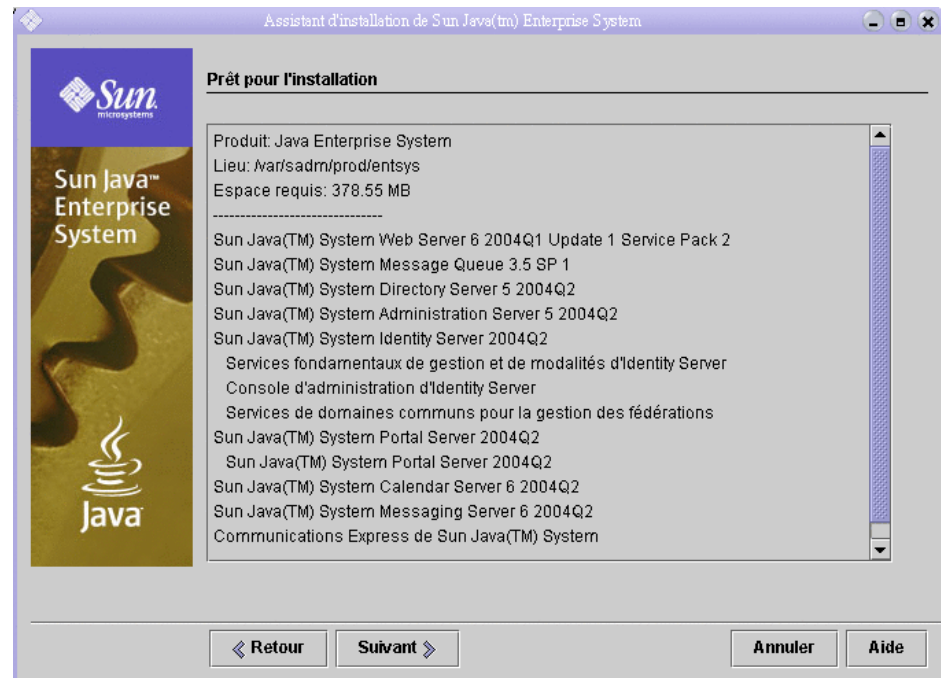 Assistant d'installation de Sun Java(tm) Enterprise System
Sun
microsystems
Sun Java™
Enterprise
System
Java
Prêt pour l'installation
Produit: Java Enterprise System
Lieu: /var/sadm/prod/entsys
Espace requis: 378.55 MB
-------------------------------
Sun Java(TM) System Web Server 6 2004Q1 Update 1 Service Pack 2
Sun Java(TM) System Message Queue 3.5 SP 1
Sun Java(TM) System Directory Server 5 2004Q2
Sun Java(TM) System Administration Server 5 2004Q2
Sun Java(TM) System Identity Server 2004Q2
Services fondamentaux de gestion et de modalités d'Identity Server
Console d'administration d'Identity Server
Services de domaines communs pour la gestion des fédérations
Sun Java(TM) System Portal Server 2004Q2
Sun Java(TM) System Portal Server 2004Q2
Sun Java(TM) System Calendar Server 6 2004Q2
Sun Java(TM) System Messaging Server 6 2004Q2
Communications Express de Sun Java(TM) System
Retour
Suivant
Annuler
Aide